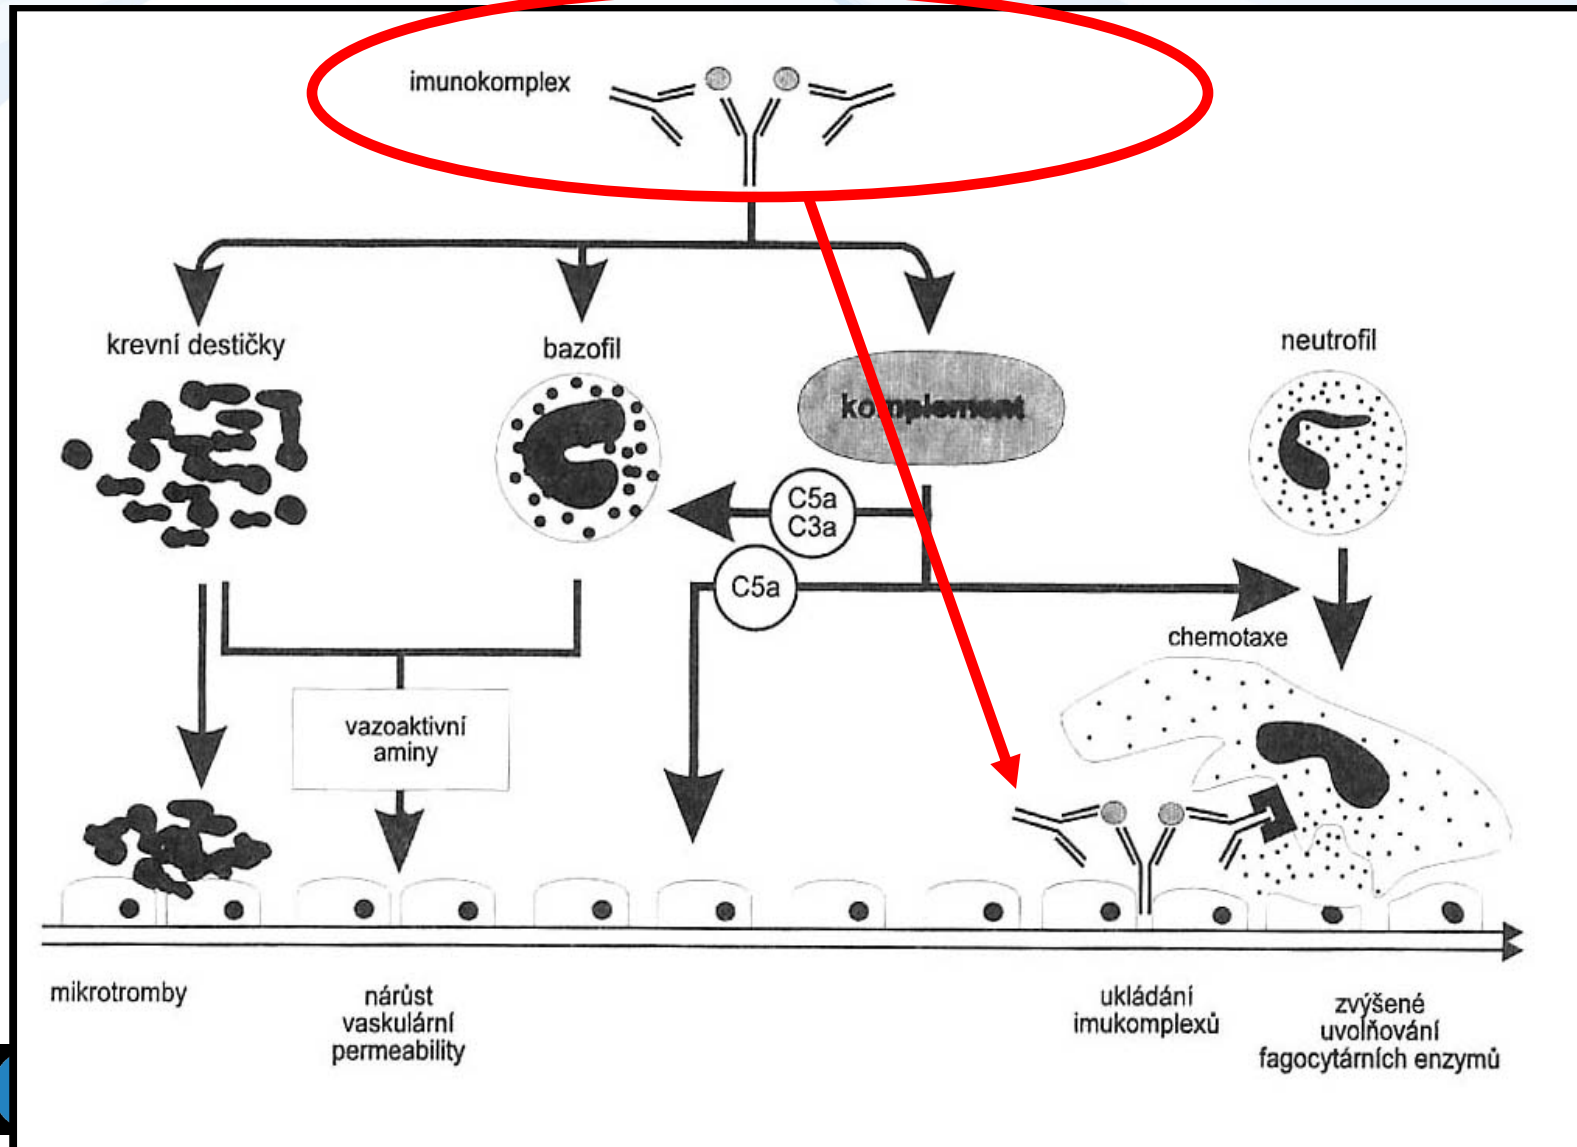 imunokomplex
krevní destičky
bazofil
neutrofil
komplement
C5a
C3a
C5a
chemotaxe
vazoaktivní
aminy
mikrotromby
nárůst
vaskulární
permeability
ukládání
imukomplexů
zvýšené
uvolňování
fagocytárních enzymů